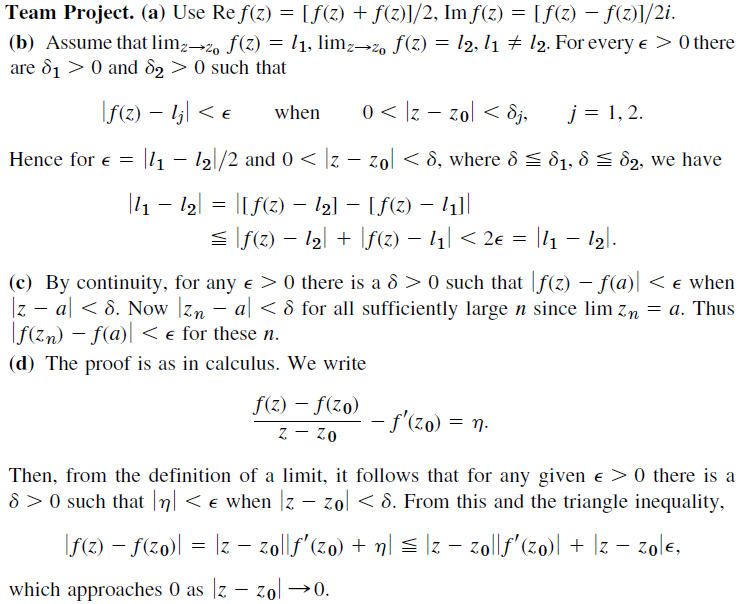 Team Project. (a) Use Re f(z) = [f(z) + f(z)]/2, Im f(z) = [f(z) − f(z)]/2i.
(b) Assume that lim_{z→z₀} f(z) = l₁, lim_{z→z₀} f(z) = l₂, l₁ ≠ l₂. For every ϵ > 0 there
are δ₁ > 0 and δ₂ > 0 such that
|f(z) − lⱼ| < ϵ when 0 < |z − z₀| < δⱼ, j = 1, 2.
Hence for ϵ = |l₁ − l₂|/2 and 0 < |z − z₀| < δ, where δ ≦ δ₁, δ ≦ δ₂, we have
|l₁ − l₂| = |[f(z) − l₂] − [f(z) − l₁]|
≦ |f(z) − l₂| + |f(z) − l₁| < 2ϵ = |l₁ − l₂|.
(c) By continuity, for any ϵ > 0 there is a δ > 0 such that |f(z) − f(a)| < ϵ when
|z − a| < δ. Now |zₙ − a| < δ for all sufficiently large n since lim zₙ = a. Thus
|f(zₙ) − f(a)| < ϵ for these n.
(d) The proof is as in calculus. We write
f(z) − f(z₀)
/ z − z₀ − f′(z₀) = η.
Then, from the definition of a limit, it follows that for any given ϵ > 0 there is a
δ > 0 such that |η| < ϵ when |z − z₀| < δ. From this and the triangle inequality,
|f(z) − f(z₀)| = |z − z₀||f′(z₀) + η| ≦ |z − z₀||f′(z₀)| + |z − z₀|ϵ,
which approaches 0 as |z − z₀| → 0.